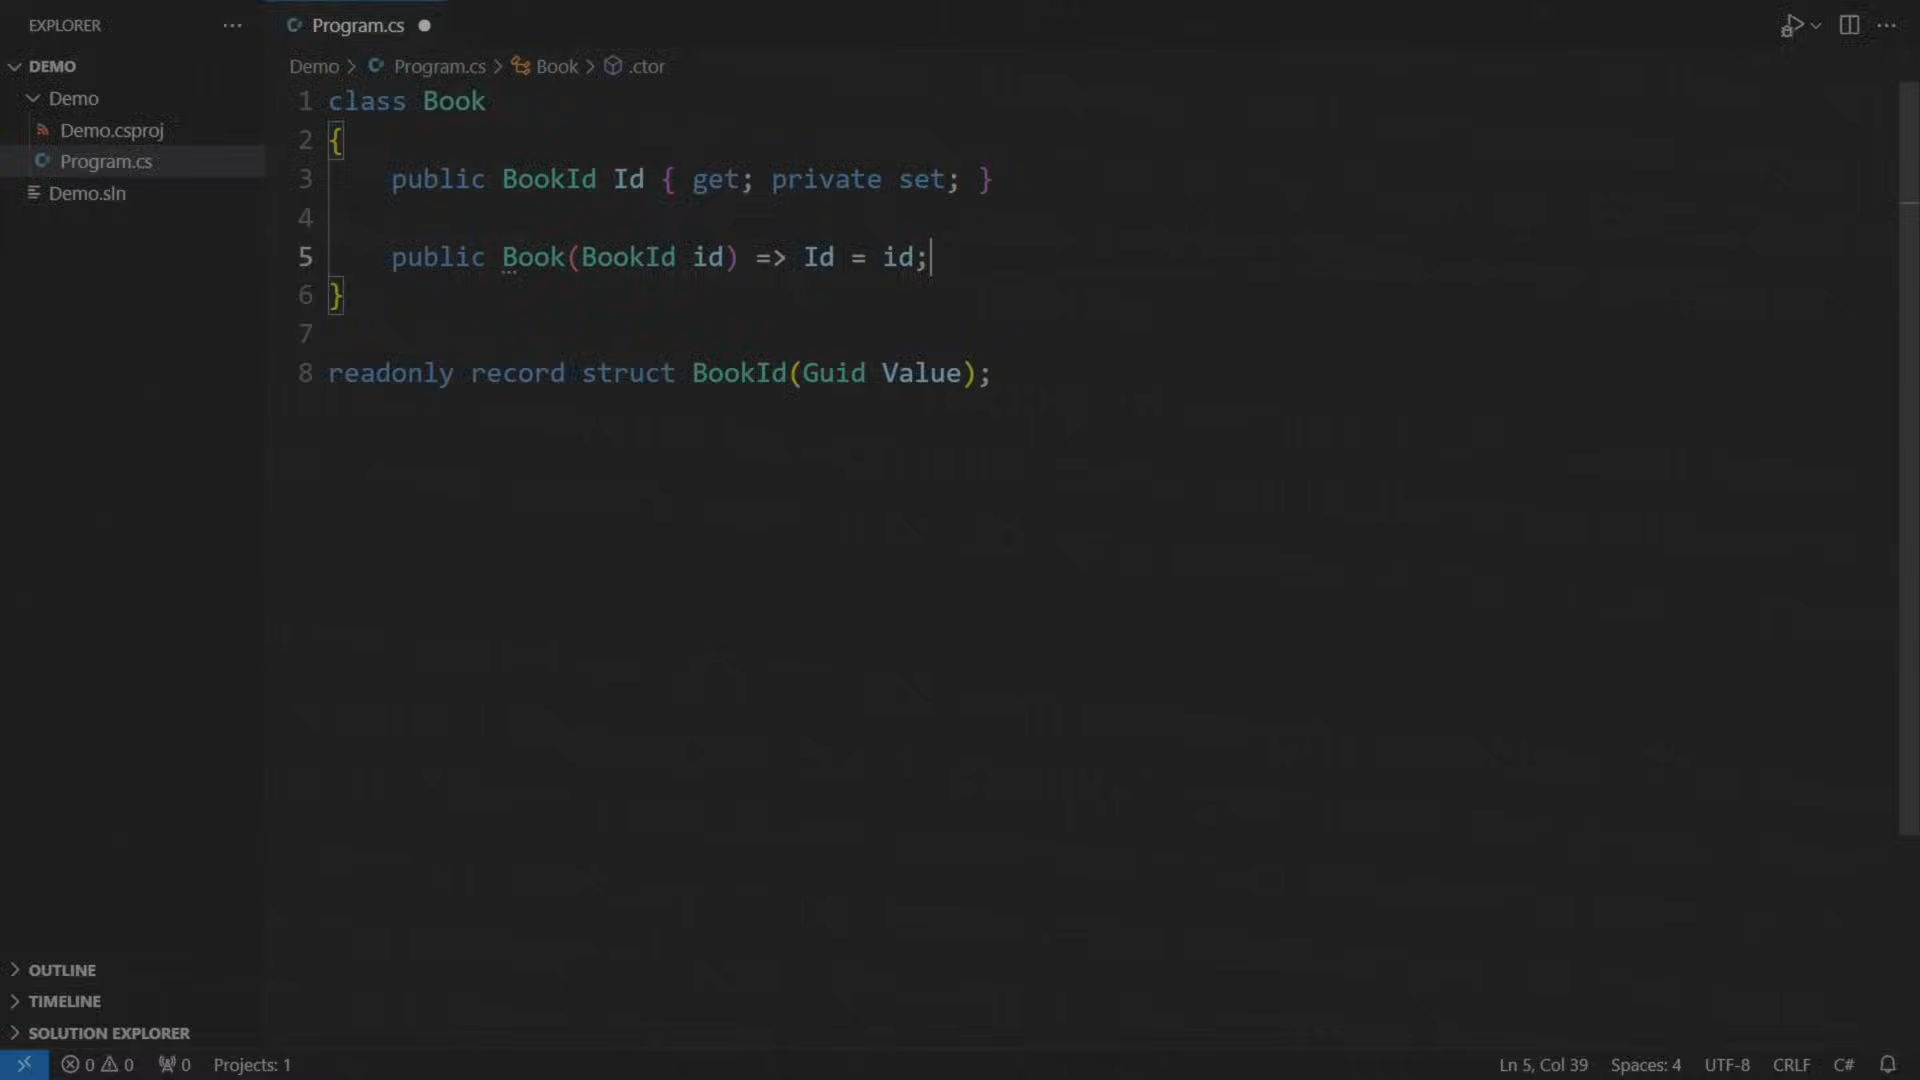 EXPLORER ···
Program.cs
DEMO
Demo > Program.cs > Book > .ctor
Demo
Demo.csproj
Program.cs
Demo.sln
1 class Book
2 {
3 public BookId Id { get; private set; }
4
5 public Book(BookId id) => Id = id;
6 }
7
8 readonly record struct BookId(Guid Value);
OUTLINE
TIMELINE
SOLUTION EXPLORER
0 0 0 Projects: 1 Ln 5, Col 39 Spaces: 4 UTF-8 CRLF C#